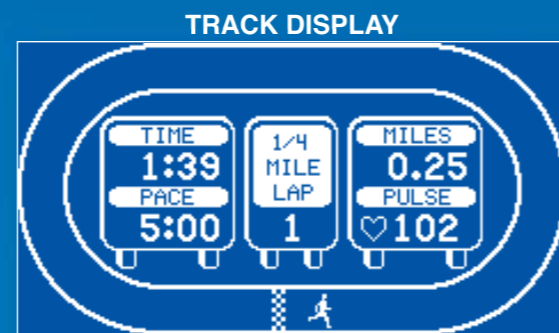 TRACK DISPLAY
TIME
1:39
PACE
5:00
1/4
MILE
LAP
1
MILES
0.25
PULSE
♡102